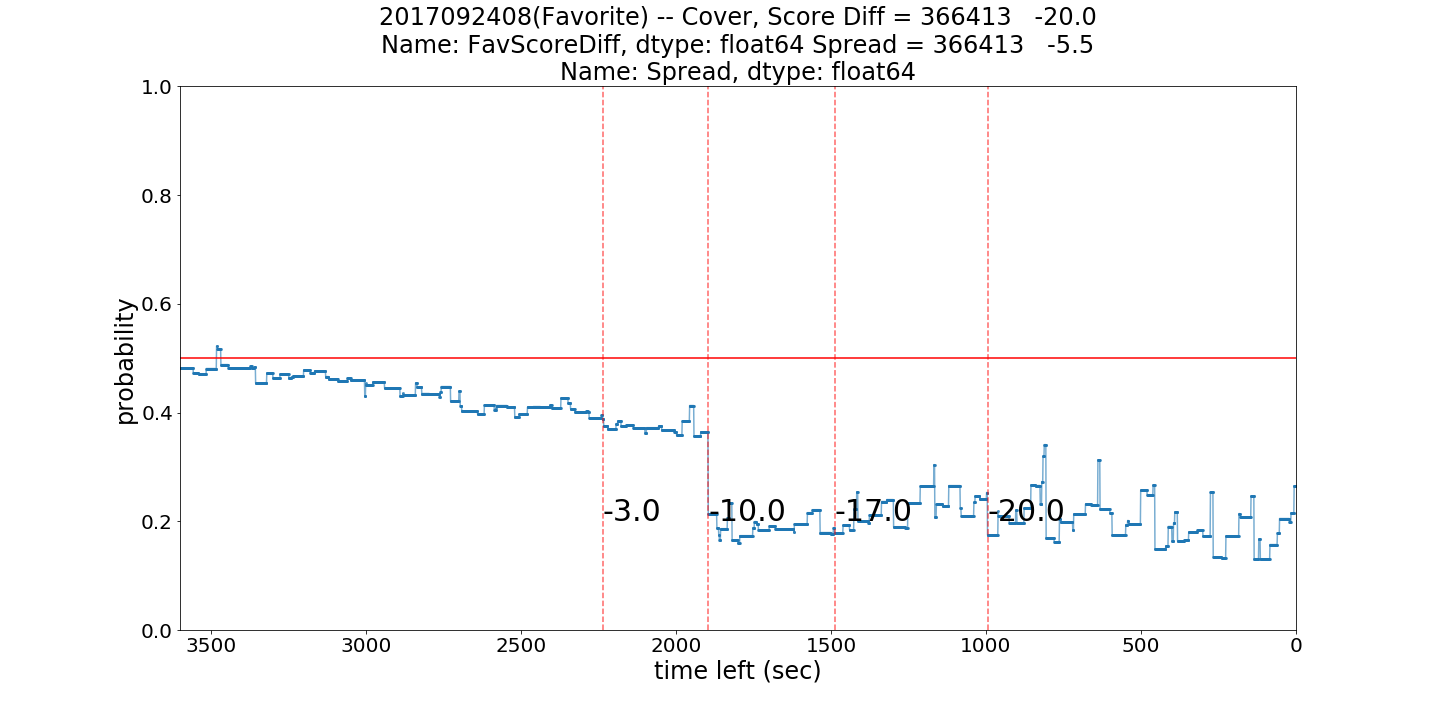 2017092408(Favorite) -- Cover, Score Diff = 366413   -20.0
Name: FavScoreDiff, dtype: float64 Spread = 366413   -5.5
Name: Spread, dtype: float64
1.0
0.8
0.6
0.4
0.2
0.0
probability
-3.0
-10.0
-17.0
-20.0
3500 3000 2500 2000 1500 1000 500 0
time left (sec)